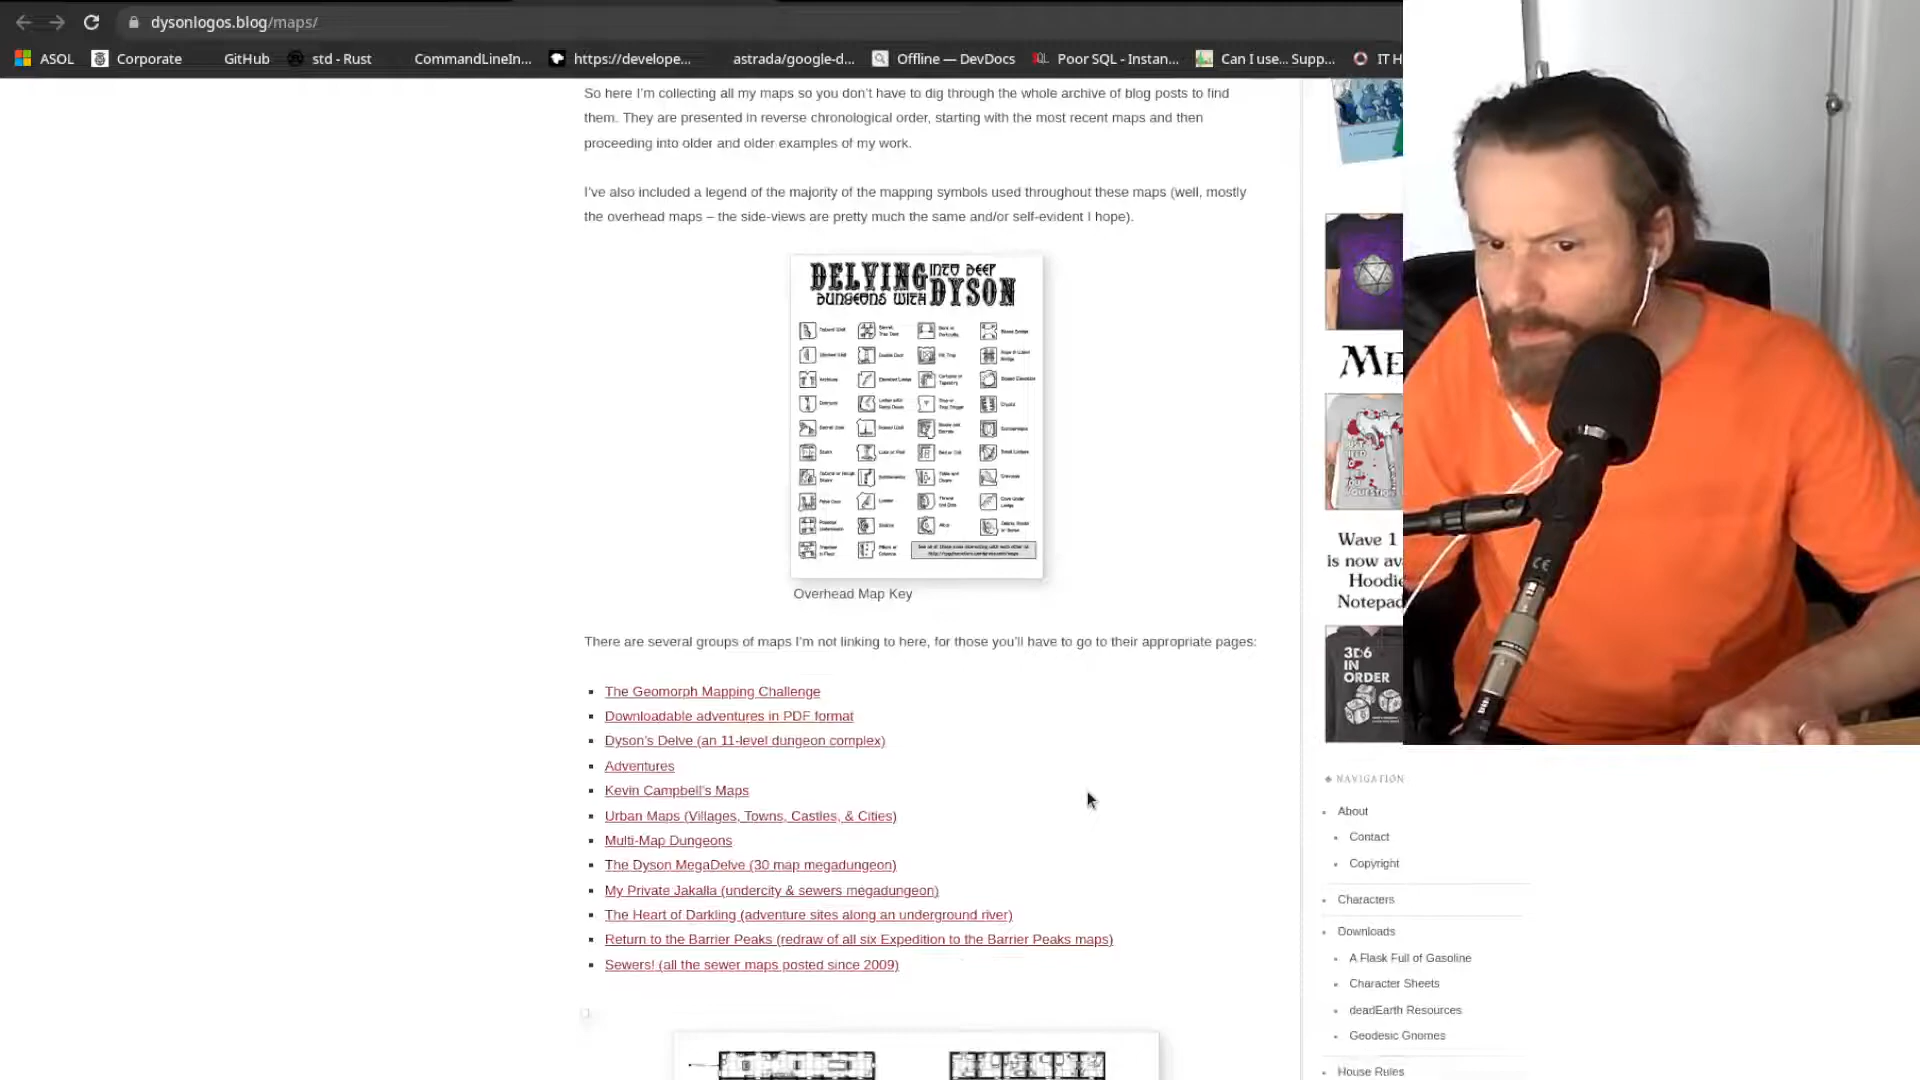 dysonlogos.blog/maps/
ASOL
Corporate
GitHub
std - Rust
CommandLineIn...
https://develope...
astrada/google-d...
Offline — DevDocs
Poor SQL - Instan...
Can I use... Supp...
IT H
So here I'm collecting all my maps so you don't have to dig through the whole archive of blog posts to find
them. They are presented in reverse chronological order, starting with the most recent maps and then
proceeding into older and older examples of my work.
I've also included a legend of the majority of the mapping symbols used throughout these maps (well, mostly
the overhead maps – the side-views are pretty much the same and/or self-evident I hope).
DELVING INTO DEEP
DUNGEONS WITH DYSON
Overhead Map Key
There are several groups of maps I'm not linking to here, for those you'll have to go to their appropriate pages:
The Geomorph Mapping Challenge
Downloadable adventures in PDF format
Dyson's Delve (an 11-level dungeon complex)
Adventures
Kevin Campbell's Maps
Urban Maps (Villages, Towns, Castles, & Cities)
Multi-Map Dungeons
The Dyson MegaDelve (30 map megadungeon)
My Private Jakalla (undercity & sewers megadungeon)
The Heart of Darkling (adventure sites along an underground river)
Return to the Barrier Peaks (redraw of all six Expedition to the Barrier Peaks maps)
Sewers! (all the sewer maps posted since 2009)
ME
Wave 1
is now av
Hoodie
Notepad
3D6
IN
ORDER
NAVIGATION
About
Contact
Copyright
Characters
Downloads
A Flask Full of Gasoline
Character Sheets
deadEarth Resources
Geodesic Gnomes
House Rules